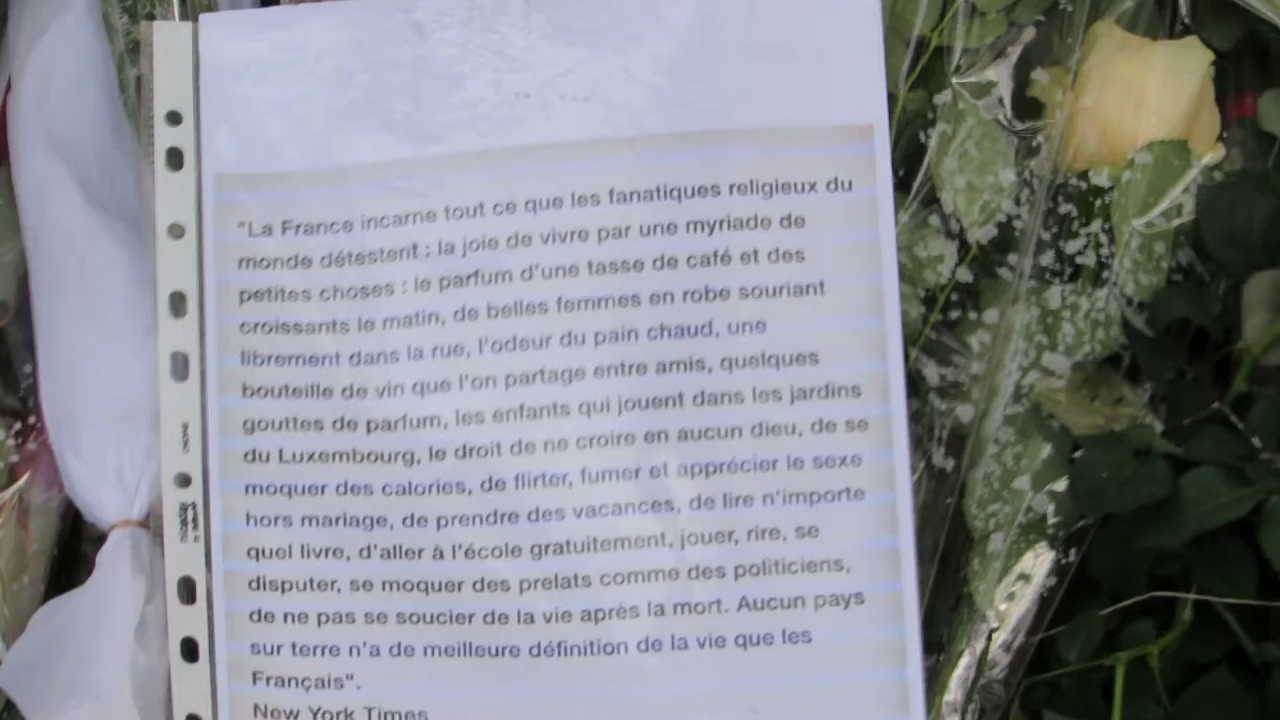 "La France incarne tout ce que les fanatiques religieux du
monde détestent : la joie de vivre par une myriade de
petites choses : le parfum d'une tasse de café et des
croissants le matin, de belles femmes en robe souriant
librement dans la rue, l'odeur du pain chaud, une
bouteille de vin que l'on partage entre amis, quelques
gouttes de parfum, les enfants qui jouent dans les jardins
du Luxembourg, le droit de ne croire en aucun dieu, de se
moquer des calories, de flirter, fumer et apprécier le sexe
hors mariage, de prendre des vacances, de lire n'importe
quel livre, d'aller à l'école gratuitement, jouer, rire, se
disputer, se moquer des prelats comme des politiciens,
de ne pas se soucier de la vie après la mort. Aucun pays
sur terre n'a de meilleure définition de la vie que les
Français".
New York Times